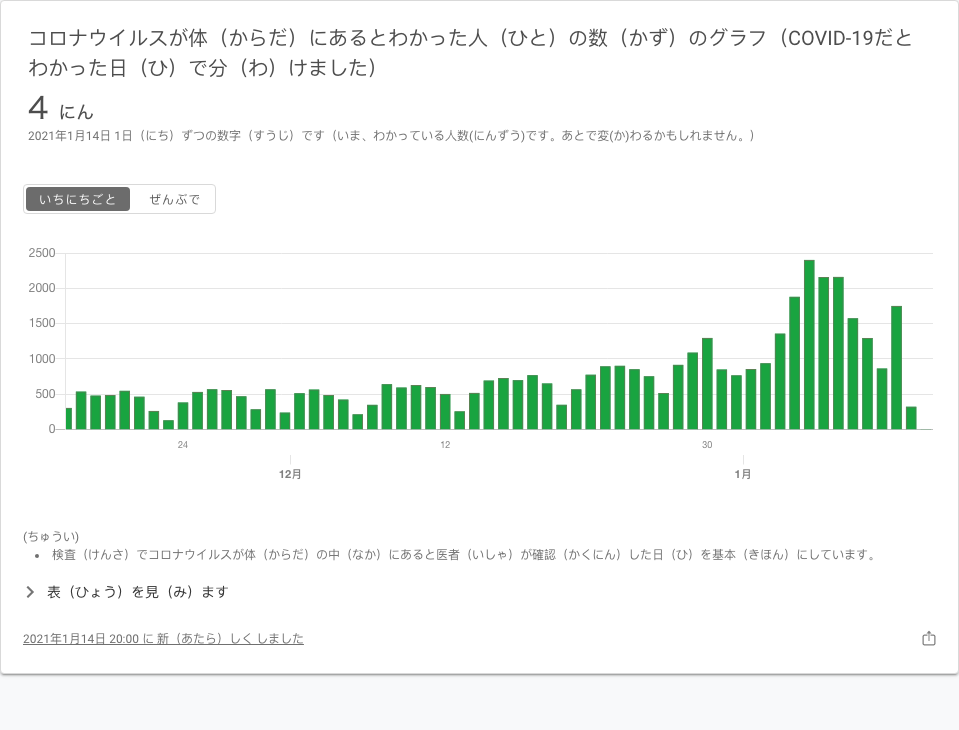 コロナウイルスが体（からだ）にあるとわかった人（ひと）の数（かず）のグラフ（COVID-19だと
わかった日（ひ）で分（わ）けました）
4 にん
2021年1月14日 1日（にち）ずつの数字（すうじ）です（いま、わかっている人数(にんずう)です。あとで変(か)わるかもしれません。）
いちにちごと ぜんぶで
2500
2000
1500
1000
500
0
24 12 30
12月 1月
(ちゅうい)
• 検査（けんさ）でコロナウイルスが体（からだ）の中（なか）にあると医者（いしゃ）が確認（かくにん）した日（ひ）を基本（きほん）にしています。
表（ひょう）を見（み）ます
2021年1月14日 20:00 に 新（あたら）しく しました